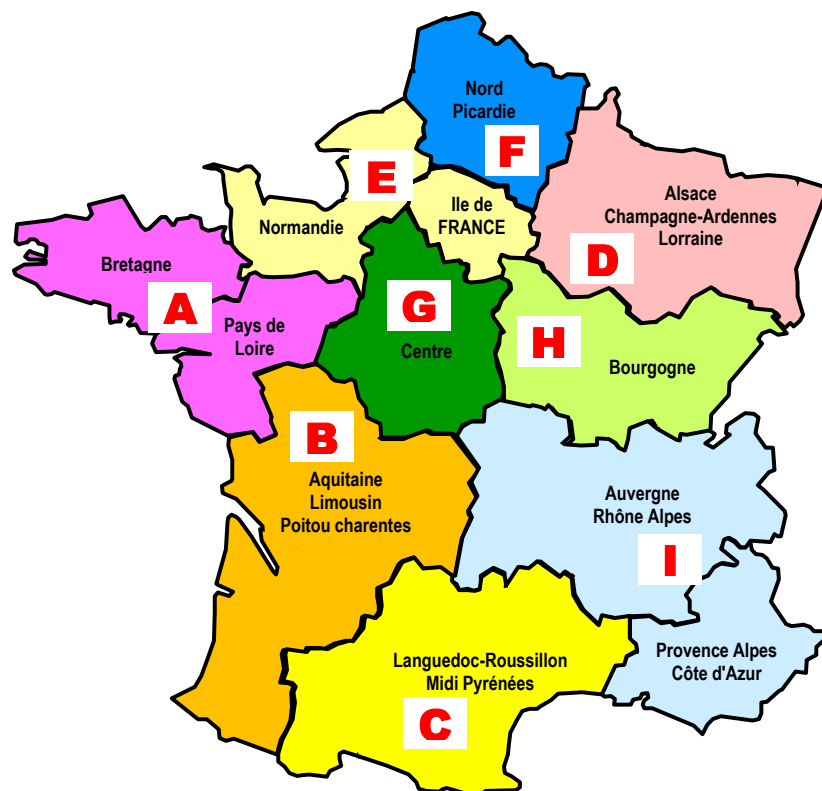 Nord
Picardie
F
E
Alsace
Champagne-Ardennes
Lorraine
Normandie
Ile de
FRANCE
D
Bretagne
A
G
Pays de
Loire
Centre
H
Bourgogne
B
Aquitaine
Limousin
Poitou charentes
Auvergne
Rhône Alpes
I
Languedoc-Roussillon
Midi Pyrénées
Provence Alpes
Côte d'Azur
C